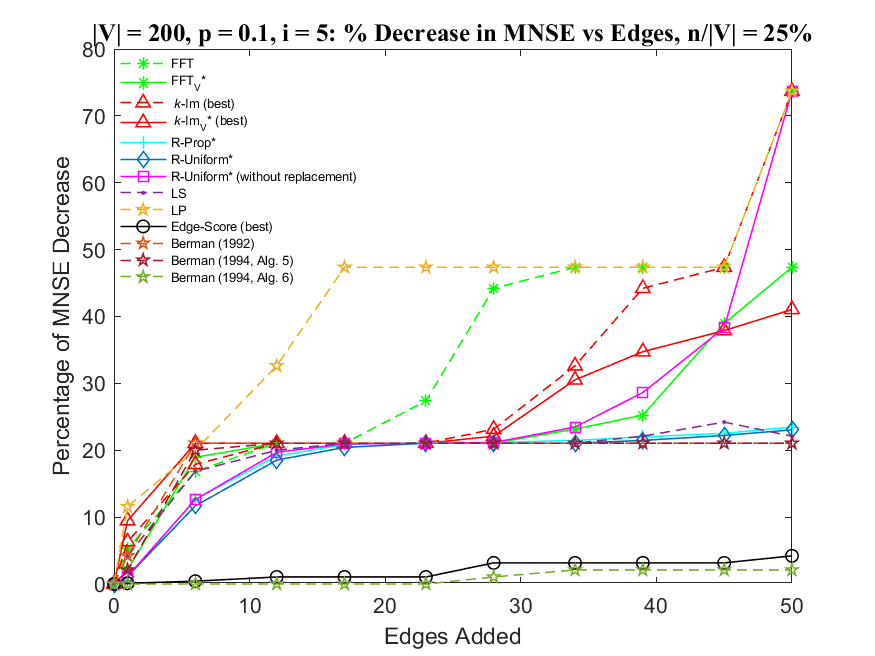 |V| = 200, p = 0.1, i = 5: % Decrease in MNSE vs Edges, n/|V| = 25%
80
70
60
50
40
30
20
10
0
Percentage of MNSE Decrease
FFT
FFT_V*
k-Im (best)
k-Im_V* (best)
R-Prop*
R-Uniform*
R-Uniform* (without replacement)
LS
LP
Edge-Score (best)
Berman (1992)
Berman (1994, Alg. 5)
Berman (1994, Alg. 6)
0 10 20 30 40 50
Edges Added